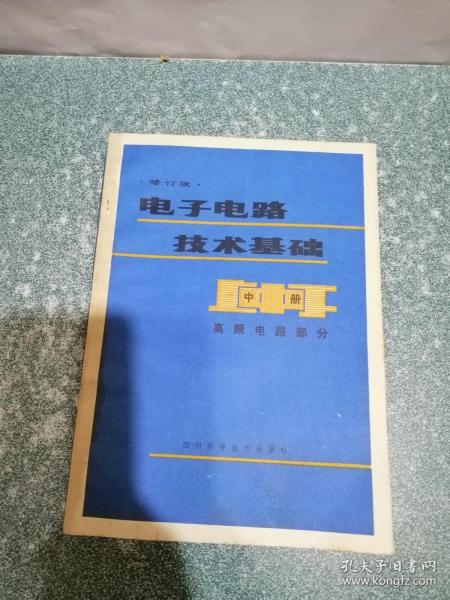 ·修订版·
电子电路
技术基础
中册
高频电路部分
四川科学技术出版社
孔夫子旧书网
www.kongfz.com